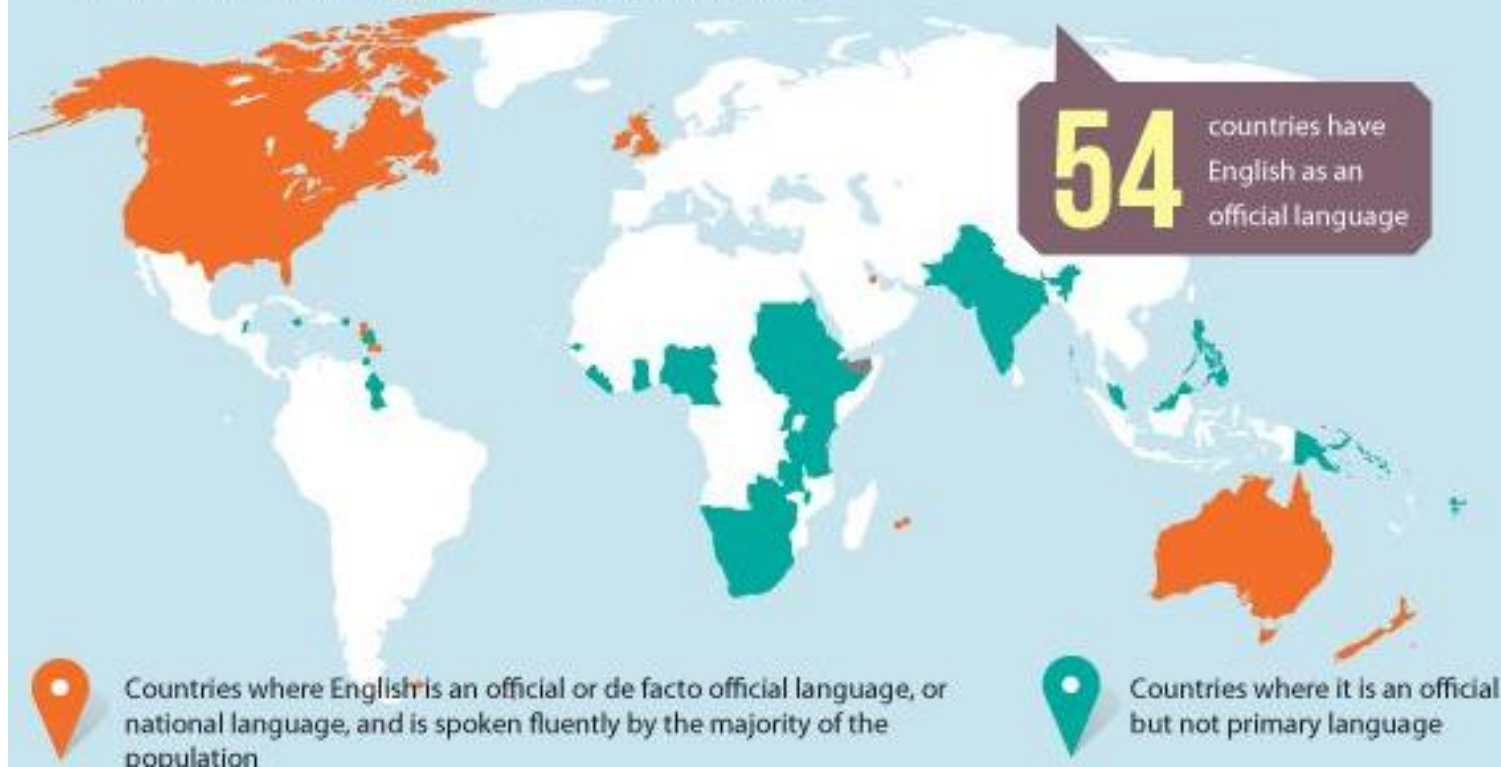 54
countries have
English as an
official language
Countries where English is an official or de facto official language, or
national language, and is spoken fluently by the majority of the
population
Countries where it is an official
but not primary language